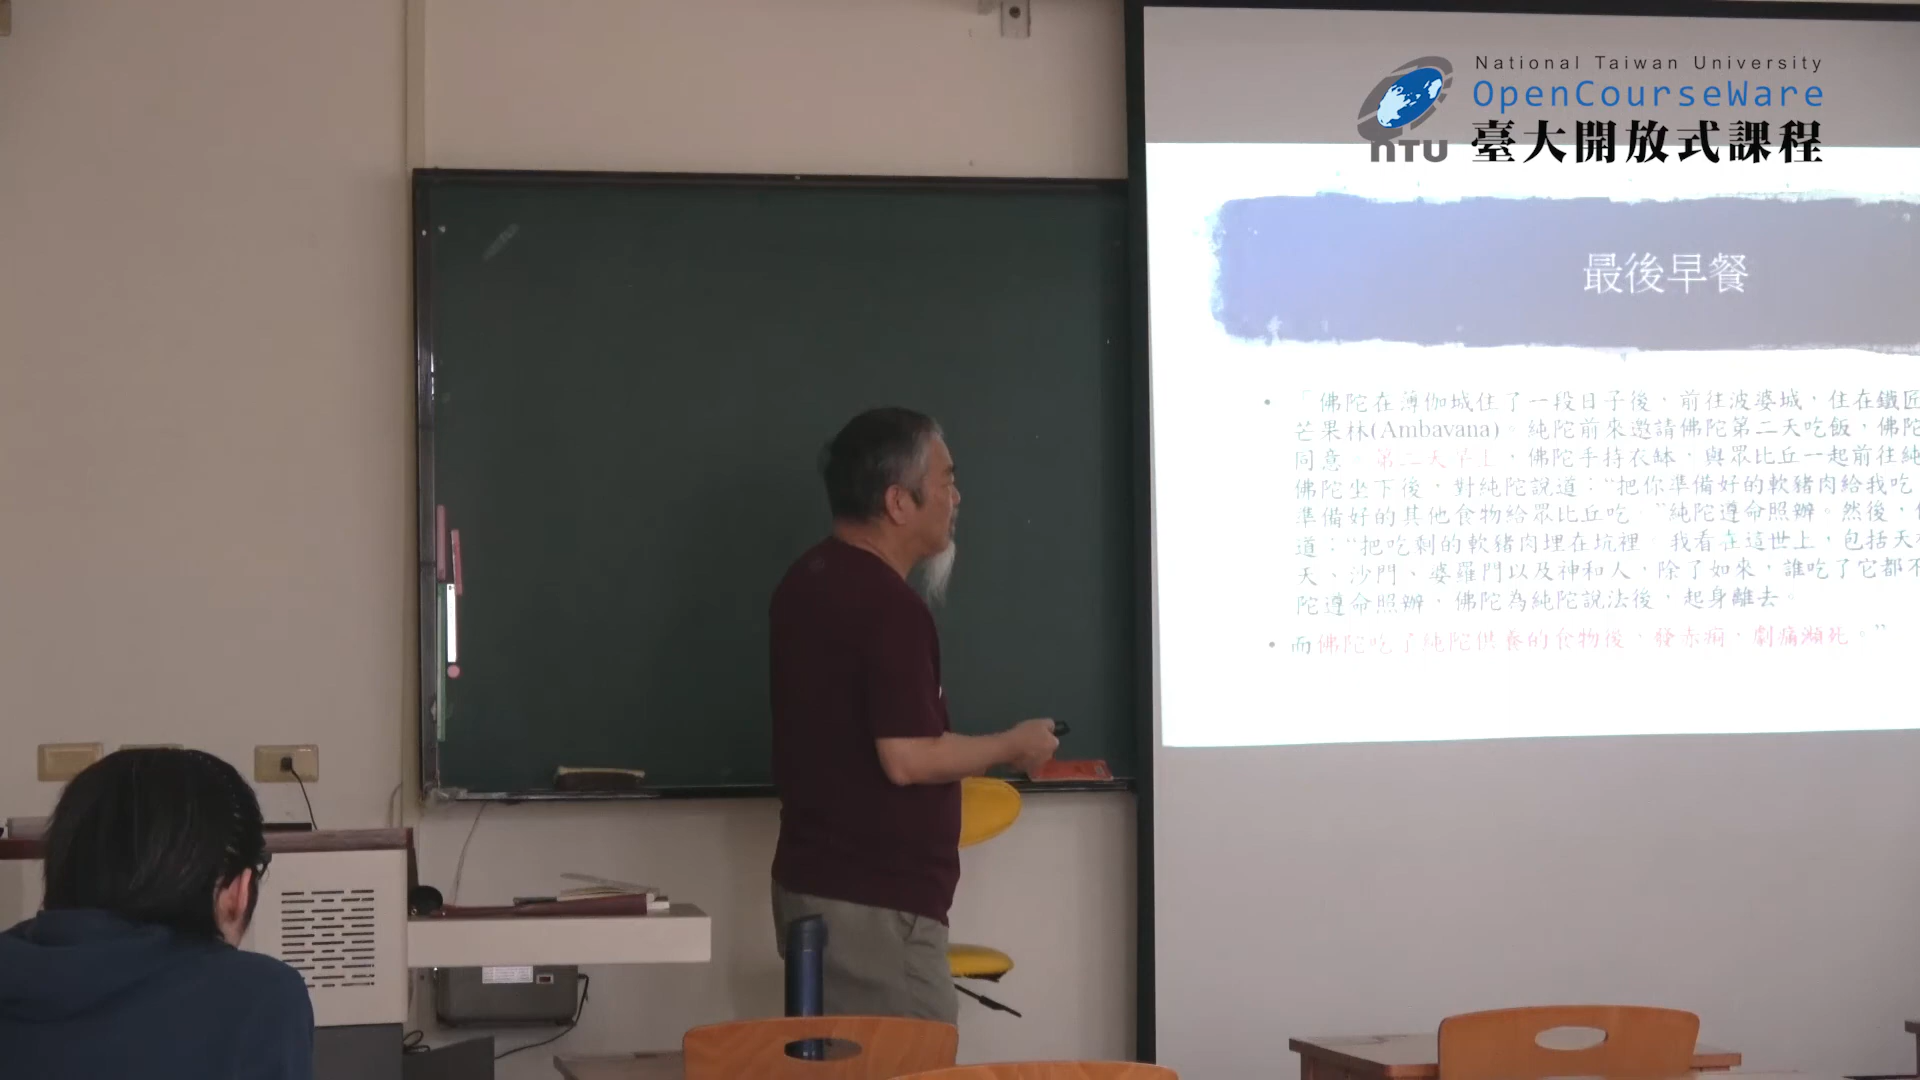 National Taiwan University
OpenCourseWare
臺大開放式課程
NTU
最後早餐
• 「佛陀在薄伽城住了一段日子後，前往波婆城，住在鐵匠
芒果林(Ambavana)。純陀前來邀請佛陀第二天吃飯，佛陀
同意。第二天早上，佛陀手持衣缽，與眾比丘一起前往純
佛陀坐下後，對純陀說道："把你準備好的軟豬肉給我吃
準備好的其他食物給眾比丘吃。"純陀遵命照辦。然後，
道："把吃剩的軟豬肉埋在坑裡。我看在這世上，包括天
天、沙門、婆羅門以及神和人，除了如來，誰吃了它都不
陀遵命照辦。佛陀為純陀說法後，起身離去。
• 而佛陀吃了純陀供養的食物後，發赤痢，劇痛瀕死。"